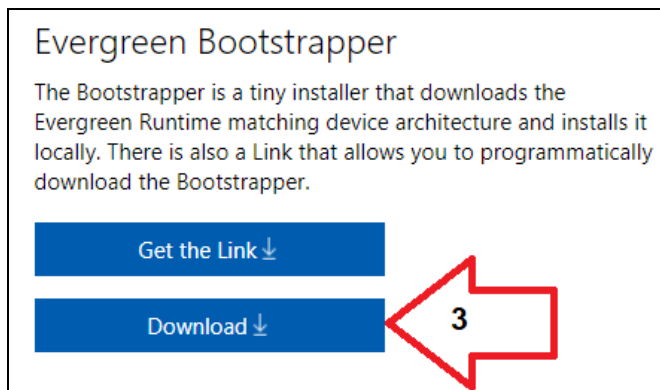 Evergreen Bootstrapper
The Bootstrapper is a tiny installer that downloads the
Evergreen Runtime matching device architecture and installs it
locally. There is also a Link that allows you to programmatically
download the Bootstrapper.
Get the Link
Download
3